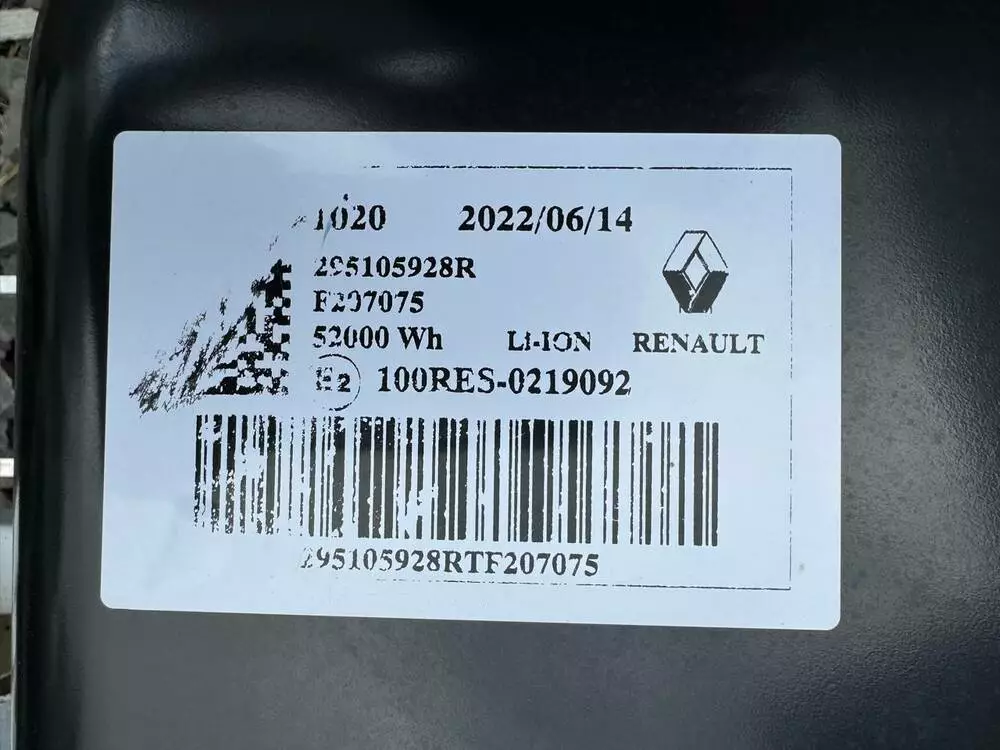 1020 2022/06/14
295105928R
F207075
52000 Wh LI-ION RENAULT
E2 100RES-0219092
295105928RTF207075